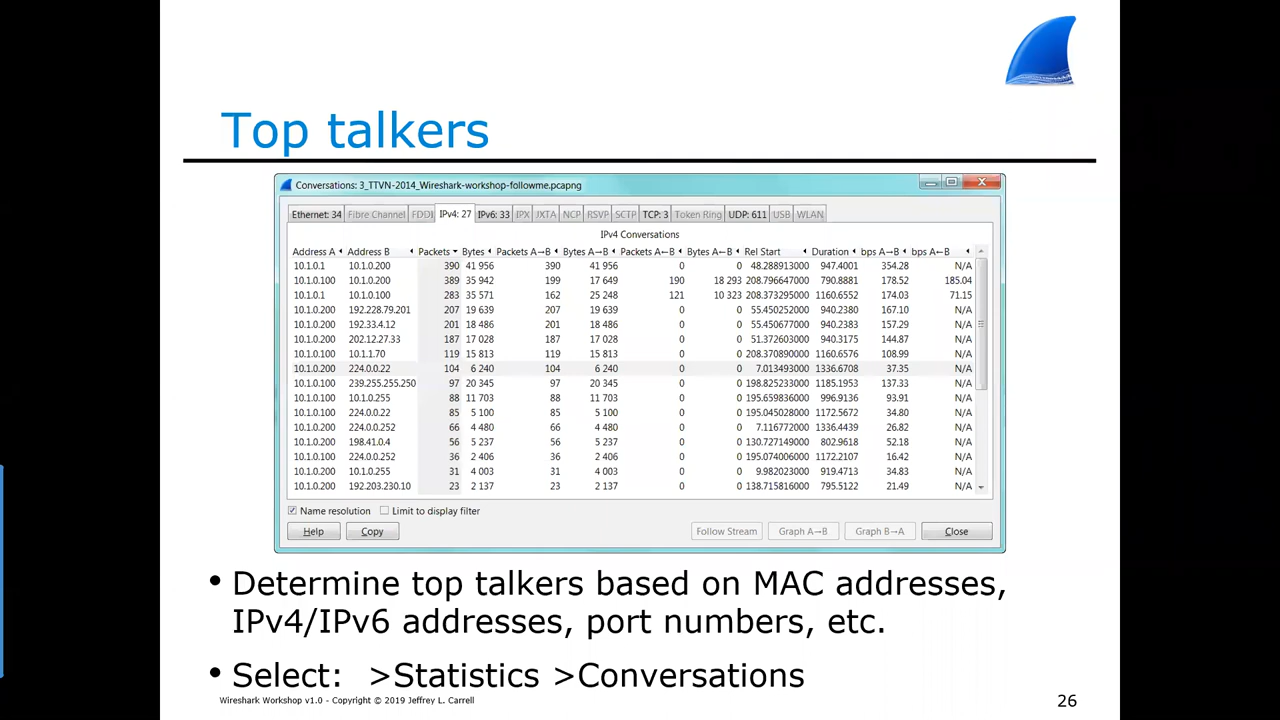 Top talkers
Conversations: 3_TTVN-2014_Wireshark-workshop-followme.pcapng
Ethernet: 34 Fibre Channel FDDI IPv4: 27 IPv6: 33 IPX JXTA NCP RSVP SCTP TCP: 3 Token Ring UDP: 611 USB WLAN
IPv4 Conversations
Address A Address B Packets Bytes Packets A→B Bytes A→B Packets A←B Bytes A←B Rel Start Duration bps A→B bps A←B
10.1.0.1 10.1.0.200 390 41 956 390 41 956 0 0 48.288913000 947.4001 354.28 N/A
10.1.0.100 10.1.0.200 389 35 942 199 17 649 190 18 293 208.796647000 790.8881 178.52 185.04
10.1.0.1 10.1.0.100 283 35 571 162 25 248 121 10 323 208.373295000 1160.6552 174.03 71.15
10.1.0.200 192.228.79.201 207 19 639 207 19 639 0 0 55.450252000 940.2380 167.10 N/A
10.1.0.200 192.33.4.12 201 18 486 201 18 486 0 0 55.450677000 940.2383 157.29 N/A
10.1.0.200 202.12.27.33 187 17 028 187 17 028 0 0 51.372603000 940.3175 144.87 N/A
10.1.0.100 10.1.1.70 119 15 813 119 15 813 0 0 208.370890000 1160.6576 108.99 N/A
10.1.0.200 224.0.0.22 104 6 240 104 6 240 0 0 7.013493000 1336.6708 37.35 N/A
10.1.0.100 239.255.255.250 97 20 345 97 20 345 0 0 198.825233000 1185.1953 137.33 N/A
10.1.0.100 10.1.0.255 88 11 703 88 11 703 0 0 195.659836000 996.9136 93.91 N/A
10.1.0.100 224.0.0.22 85 5 100 85 5 100 0 0 195.045028000 1172.5672 34.80 N/A
10.1.0.200 224.0.0.252 66 4 480 66 4 480 0 0 7.116772000 1336.4439 26.82 N/A
10.1.0.200 198.41.0.4 56 5 237 56 5 237 0 0 130.727149000 802.9618 52.18 N/A
10.1.0.100 224.0.0.252 36 2 406 36 2 406 0 0 195.074006000 1172.2107 16.42 N/A
10.1.0.200 10.1.0.255 31 4 003 31 4 003 0 0 9.982023000 919.4713 34.83 N/A
10.1.0.200 192.203.230.10 23 2 137 23 2 137 0 0 138.715816000 795.5122 21.49 N/A
Name resolution Limit to display filter
Help Copy Follow Stream Graph A→B Graph B→A Close
• Determine top talkers based on MAC addresses,
IPv4/IPv6 addresses, port numbers, etc.
• Select: >Statistics >Conversations
Wireshark Workshop v1.0 - Copyright © 2019 Jeffrey L. Carrell
26